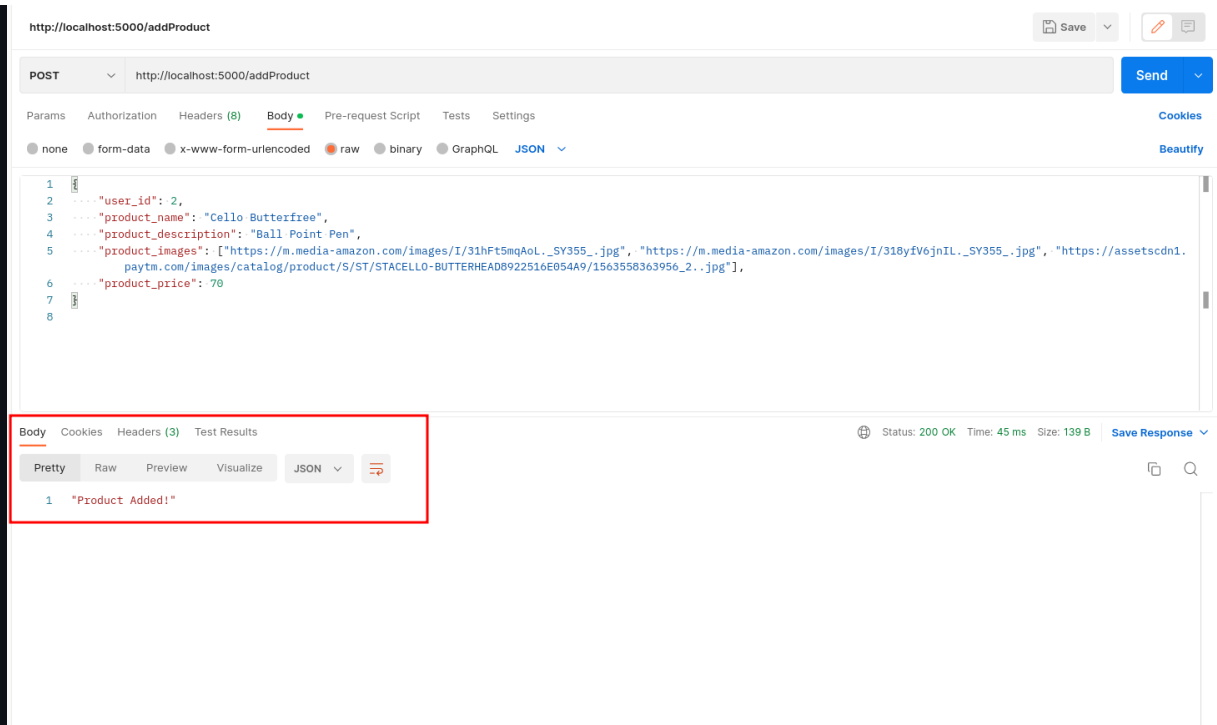 http://localhost:5000/addProduct
Save
POST
http://localhost:5000/addProduct
Send
Params Authorization Headers (8) Body Pre-request Script Tests Settings Cookies
none form-data x-www-form-urlencoded raw binary GraphQL JSON Beautify
1 {
2 ····"user_id":·2,
3 ····"product_name":·"Cello·Butterfree",
4 ····"product_description":·"Ball·Point·Pen",
5 ····"product_images":·["https://m.media-amazon.com/images/I/31hFt5mqAoL._SY355_.jpg",·"https://m.media-amazon.com/images/I/318yfV6jnIL._SY355_.jpg",·"https://assetscdn1.
paytm.com/images/catalog/product/S/ST/STACELLO-BUTTERHEAD8922516E054A9/1563558363956_2..jpg"],
6 ····"product_price":·70
7 }
8
Body Cookies Headers (3) Test Results Status: 200 OK Time: 45 ms Size: 139 B Save Response
Pretty Raw Preview Visualize JSON
1 "Product Added!"